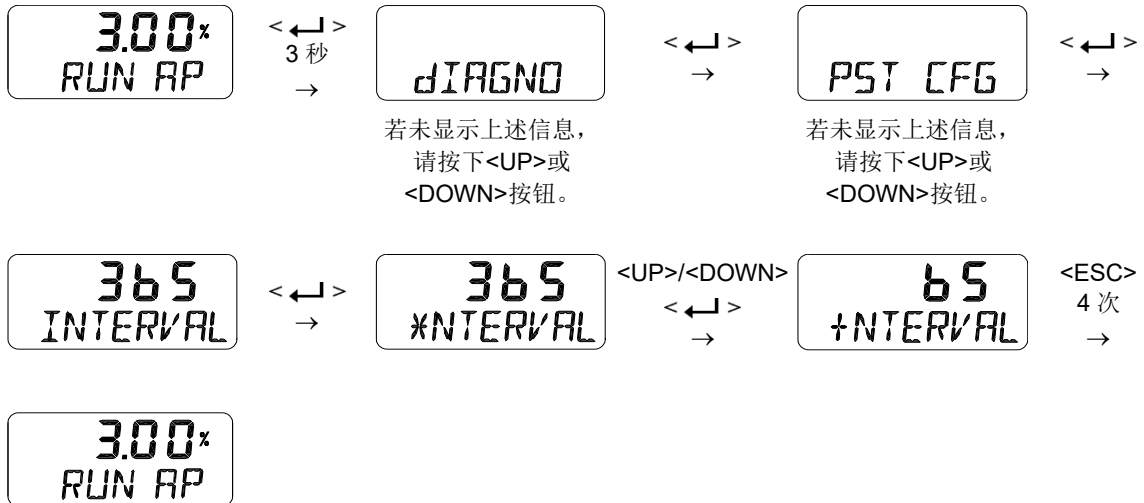 3.00%
RUN AP
<↵>
3 秒
→
dIAGNO
若未显示上述信息，
请按下<UP>或
<DOWN>按钮。
<↵>
→
PST CFG
若未显示上述信息，
请按下<UP>或
<DOWN>按钮。
<↵>
→
365
INTERVAL
<↵>
→
365
*NTERVAL
<UP>/<DOWN>
<↵>
→
65
+NTERVAL
<ESC>
4 次
→
3.00%
RUN AP